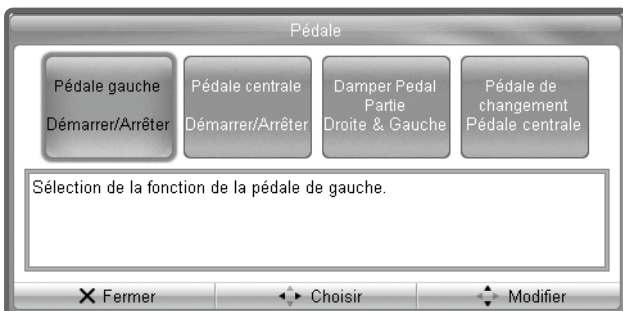 Pédale
Pédale gauche
Démarrer/Arrêter
Pédale centrale
Démarrer/Arrêter
Damper Pedal
Partie
Droite & Gauche
Pédale de
changement
Pédale centrale
Sélection de la fonction de la pédale de gauche.
Fermer
Choisir
Modifier